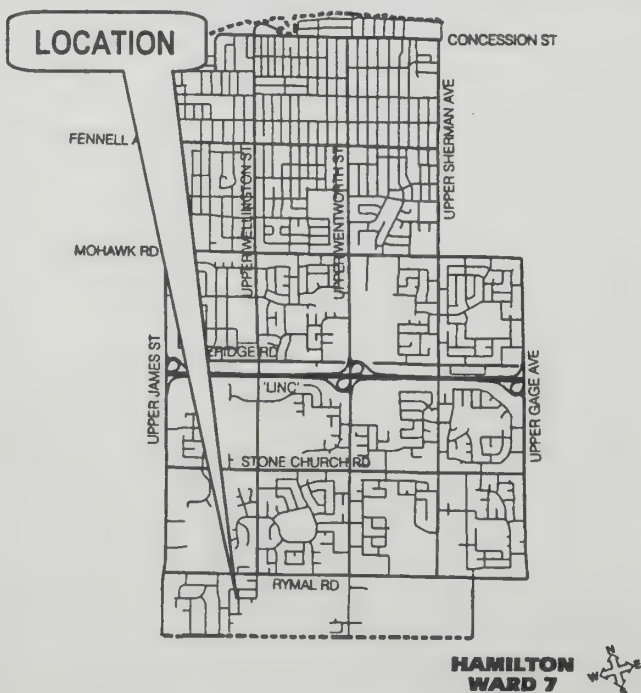 LOCATION
CONCESSION ST
FENNELL A
UPPER SHERMAN AVE
UPPER WELLINGTON ST
UPPER WENTWORTH ST
MOHAWK RD
ERIDGE RD
UPPER JAMES ST
'LINC'
UPPER GAGE AVE
STONE CHURCH RD
RYMAL RD
HAMILTON
WARD 7
N
E
S
W